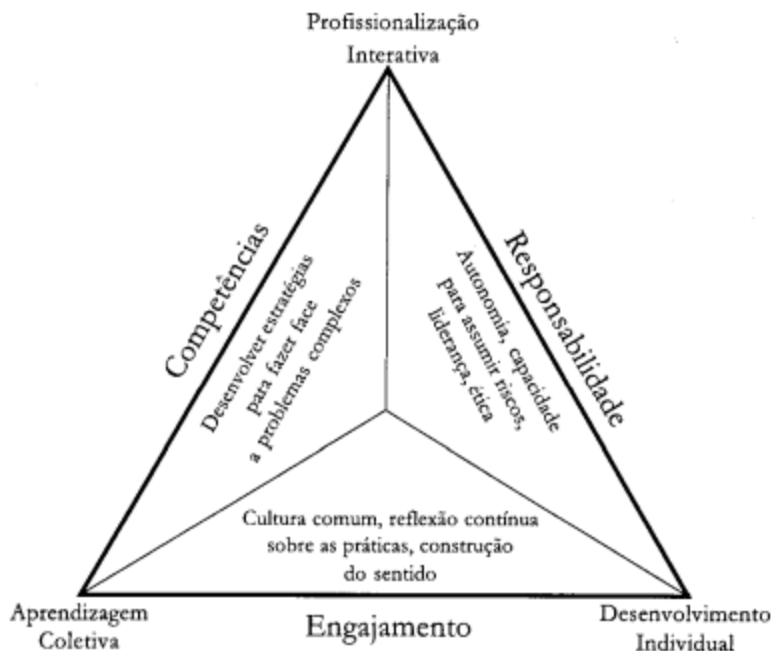 Profissionalização
Interativa
Competências
Desenvolver estratégias
para fazer face
a problemas complexos
Responsabilidade
Autonomia, capacidade
para assumir riscos,
liderança, ética
Cultura comum, reflexão contínua
sobre as práticas, construção
do sentido
Aprendizagem
Coletiva
Engajamento
Desenvolvimento
Individual